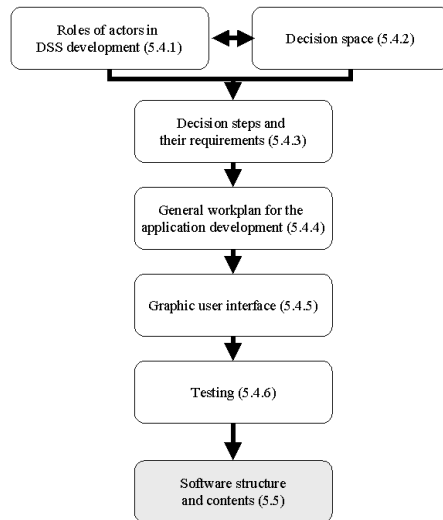 Roles of actors in
DSS development (5.4.1)
Decision space (5.4.2)
Decision steps and
their requirements (5.4.3)
General workplan for the
application development (5.4.4)
Graphic user interface (5.4.5)
Testing (5.4.6)
Software structure
and contents (5.5)